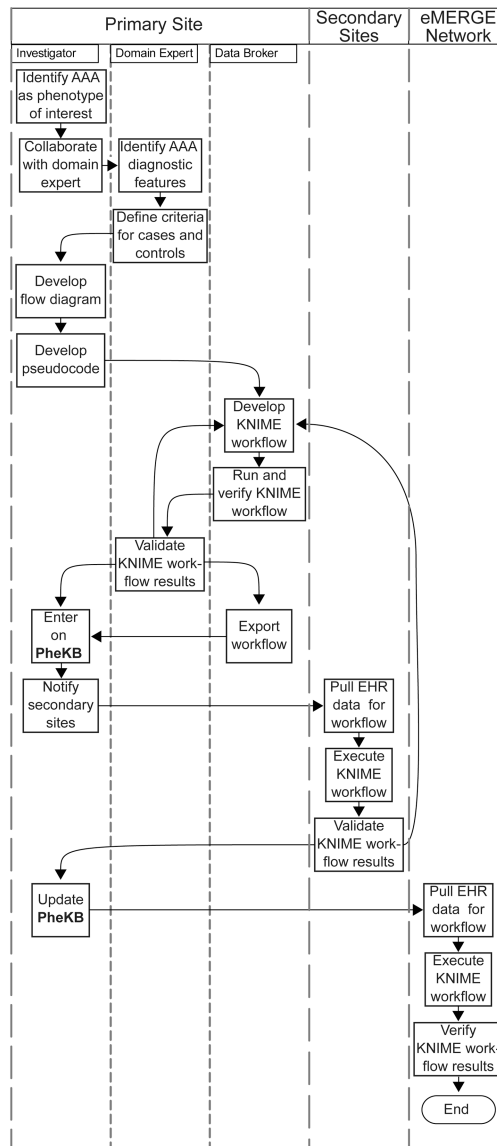 Primary Site
Secondary
Sites
eMERGE
Network
Investigator
Domain Expert
Data Broker
Identify AAA
as phenotype
of interest
Collaborate
with domain
expert
Identify AAA
diagnostic
features
Define criteria
for cases and
controls
Develop
flow diagram
Develop
pseudocode
Develop
KNIME
workflow
Run and
verify KNIME
workflow
Validate
KNIME work-
flow results
Enter
on
PheKB
Export
workflow
Notify
secondary
sites
Pull EHR
data for
workflow
Execute
KNIME
workflow
Validate
KNIME work-
flow results
Update
PheKB
Pull EHR
data for
workflow
Execute
KNIME
workflow
Verify
KNIME work-
flow results
End